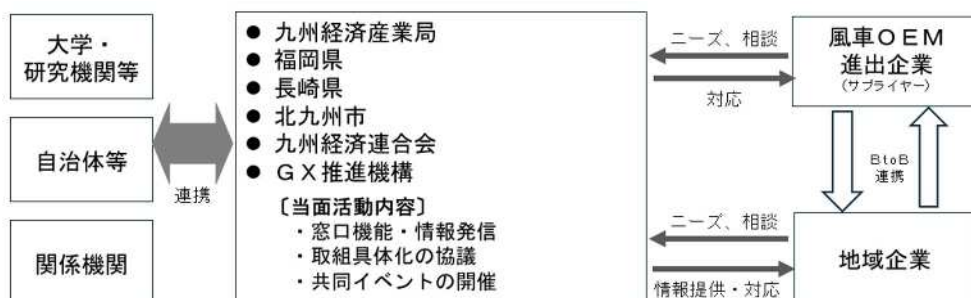 大学・
研究機関等
自治体等
関係機関
連携
● 九州経済産業局
● 福岡県
● 長崎県
● 北九州市
● 九州経済連合会
● GX推進機構
〔当面活動内容〕
・窓口機能・情報発信
・取組具体化の協議
・共同イベントの開催
ニーズ、相談
対応
ニーズ、相談
情報提供・対応
風車OEM
進出企業
(サプライヤー)
BtoB
連携
地域企業